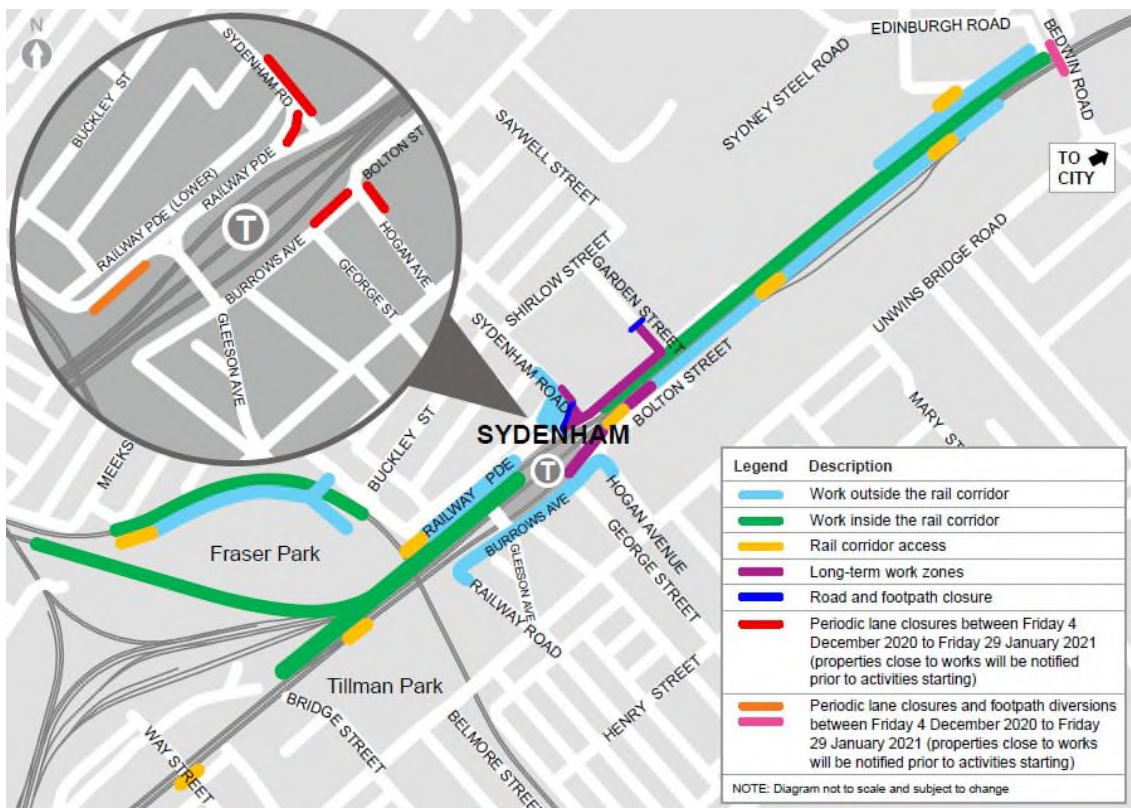 N
EDINBURGH ROAD
BEDWIN ROAD
SYDNEY STEEL ROAD
TO
CITY
SAYWELL STREET
UNWINS BRIDGE ROAD
SHIRLOW STREET
GARDEN STREET
BOLTON STREET
MARY ST
SYDENHAM ROAD
SYDENHAM
T
BUCKLEY ST
RAILWAY PDE
BURROWS AVE
HOGAN AVENUE
GEORGE STREET
GLEESON AVE
RAILWAY ROAD
HENRY STREET
MEEKS
Fraser Park
Tillman Park
BRIDGE STREET
BELMORE STREET
WAY STREET
BUCKLEY ST
SYDENHAM RD
BOLTON ST
RAILWAY PDE
RAILWAY PDE (LOWER)
T
BURROWS AVE
HOGAN AVE
GEORGE ST
GLEESON AVE
Legend Description
Work outside the rail corridor
Work inside the rail corridor
Rail corridor access
Long-term work zones
Road and footpath closure
Periodic lane closures between Friday 4
December 2020 to Friday 29 January 2021
(properties close to works will be notified
prior to activities starting)
Periodic lane closures and footpath diversions
between Friday 4 December 2020 to Friday
29 January 2021 (properties close to works
will be notified prior to activities starting)
NOTE: Diagram not to scale and subject to change